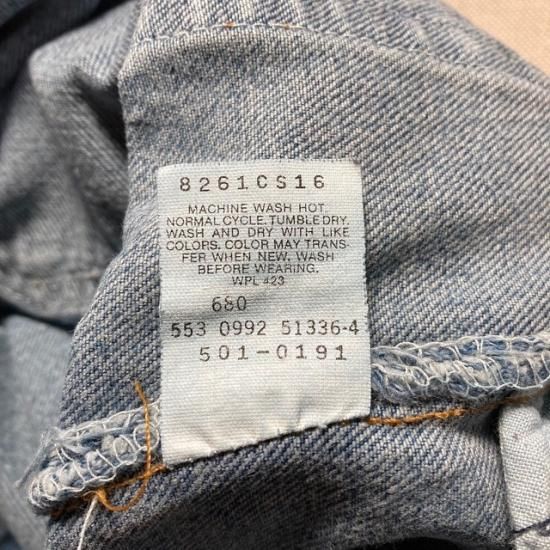 8261CS16
MACHINE WASH HOT,
NORMAL CYCLE. TUMBLE DRY.
WASH AND DRY WITH LIKE
COLORS. COLOR MAY TRANS-
FER WHEN NEW. WASH
BEFORE WEARING.
WPL 423
680
553 0992 51336-4
501-0191